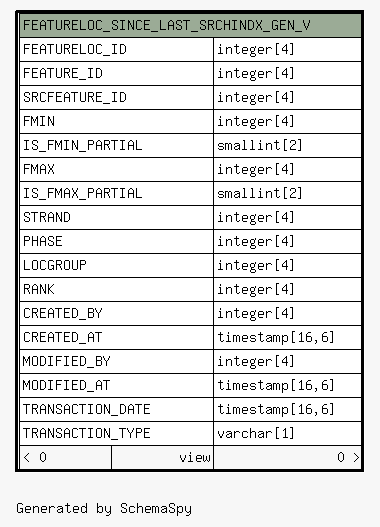 FEATURELOC_SINCE_LAST_SRCHINDX_GEN_V
FEATURELOC_ID integer[4]
FEATURE_ID integer[4]
SRCFEATURE_ID integer[4]
FMIN integer[4]
IS_FMIN_PARTIAL smallint[2]
FMAX integer[4]
IS_FMAX_PARTIAL smallint[2]
STRAND integer[4]
PHASE integer[4]
LOCGROUP integer[4]
RANK integer[4]
CREATED_BY integer[4]
CREATED_AT timestamp[16,6]
MODIFIED_BY integer[4]
MODIFIED_AT timestamp[16,6]
TRANSACTION_DATE timestamp[16,6]
TRANSACTION_TYPE varchar[1]
< 0 view 0 >
Generated by SchemaSpy